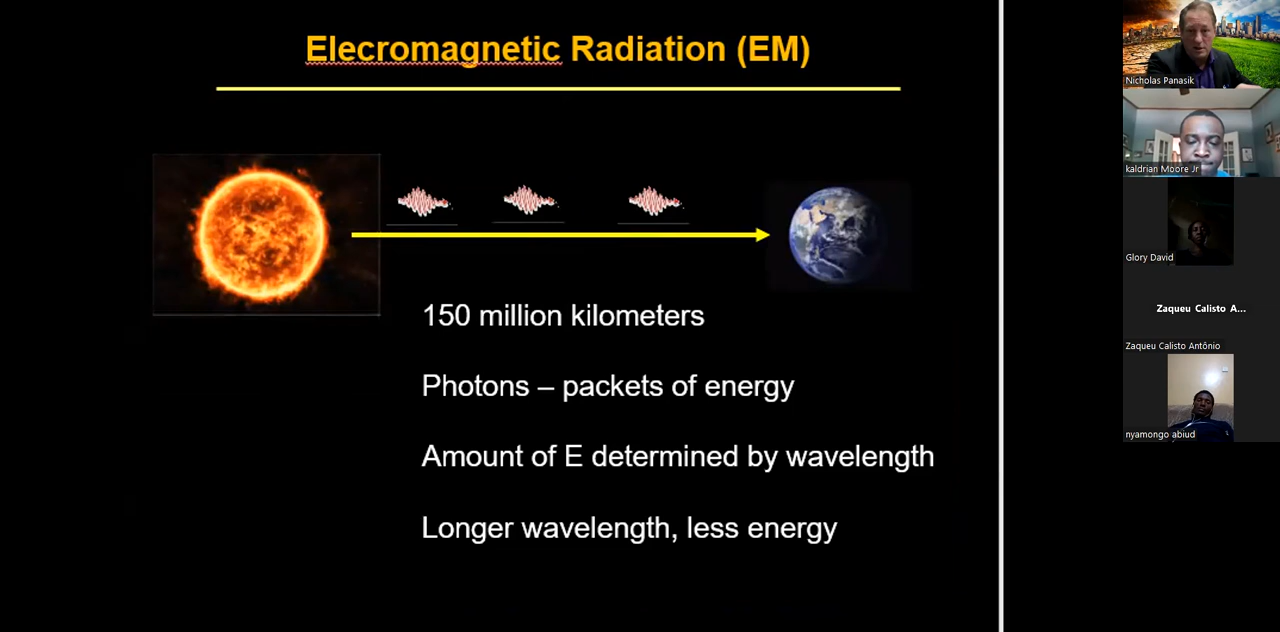 Elecromagnetic Radiation (EM)
150 million kilometers
Photons – packets of energy
Amount of E determined by wavelength
Longer wavelength, less energy
Nicholas Panasik
kaldrian Moore Jr
Glory David
Zaqueu Calisto A...
Zaqueu Calisto Antônio
nyamongo abiud